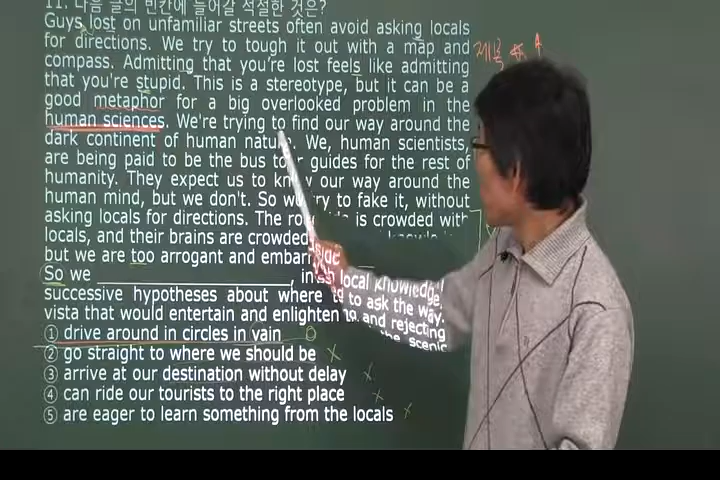 11. 다음 글의 빈칸에 들어갈 적절한 것은?
Guys lost on unfamiliar streets often avoid asking locals
for directions. We try to tough it out with a map and
compass. Admitting that you're lost feels like admitting
that you're stupid. This is a stereotype, but it can be a
good metaphor for a big overlooked problem in the
human sciences. We're trying to find our way around the
dark continent of human
We, human scientists,
are being paid to be the bus guides for the rest of
humanity. They expect us to our way around the
human mind, but we don't. So try to fake it, without
asking locals for directions. The is crowded with
locals, and their brains are crowded
local knowledge,
but we are too arrogant and to ask the way.
So we ____________, and rejecting
successive hypotheses about where the scenic
vista that would entertain and enlighten
① drive around in circles in vain O
② go straight to where we should be X
③ arrive at our destination without delay X
④ can ride our tourists to the right place X
⑤ are eager to learn something from the locals X